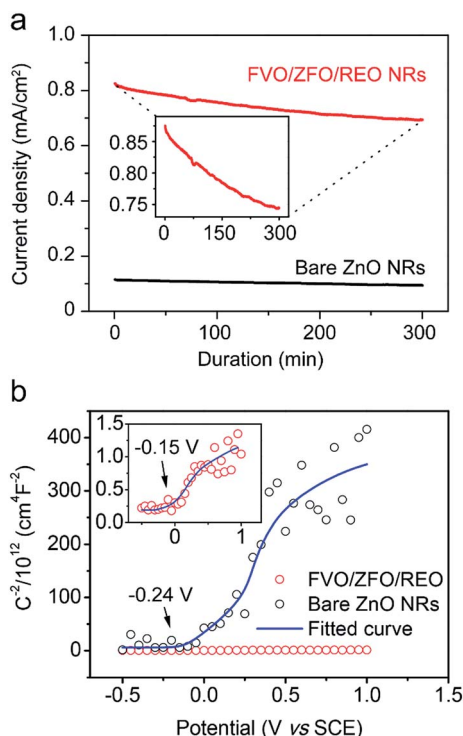 a
1.0
0.8
0.6
0.4
0.2
0
Current density (mA/cm²)
FVO/ZFO/REO NRs
0.85
0.80
0.75
0 150 300
Bare ZnO NRs
0 100 200 300
Duration (min)
b
400
300
200
100
0
C⁻²/10¹² (cm⁴F⁻²)
1.5
1.0
0.5
0.0
-0.15 V
0 1
-0.24 V
FVO/ZFO/REO
Bare ZnO NRs
Fitted curve
-0.5 0.0 0.5 1.0 1.5
Potential (V vs SCE)